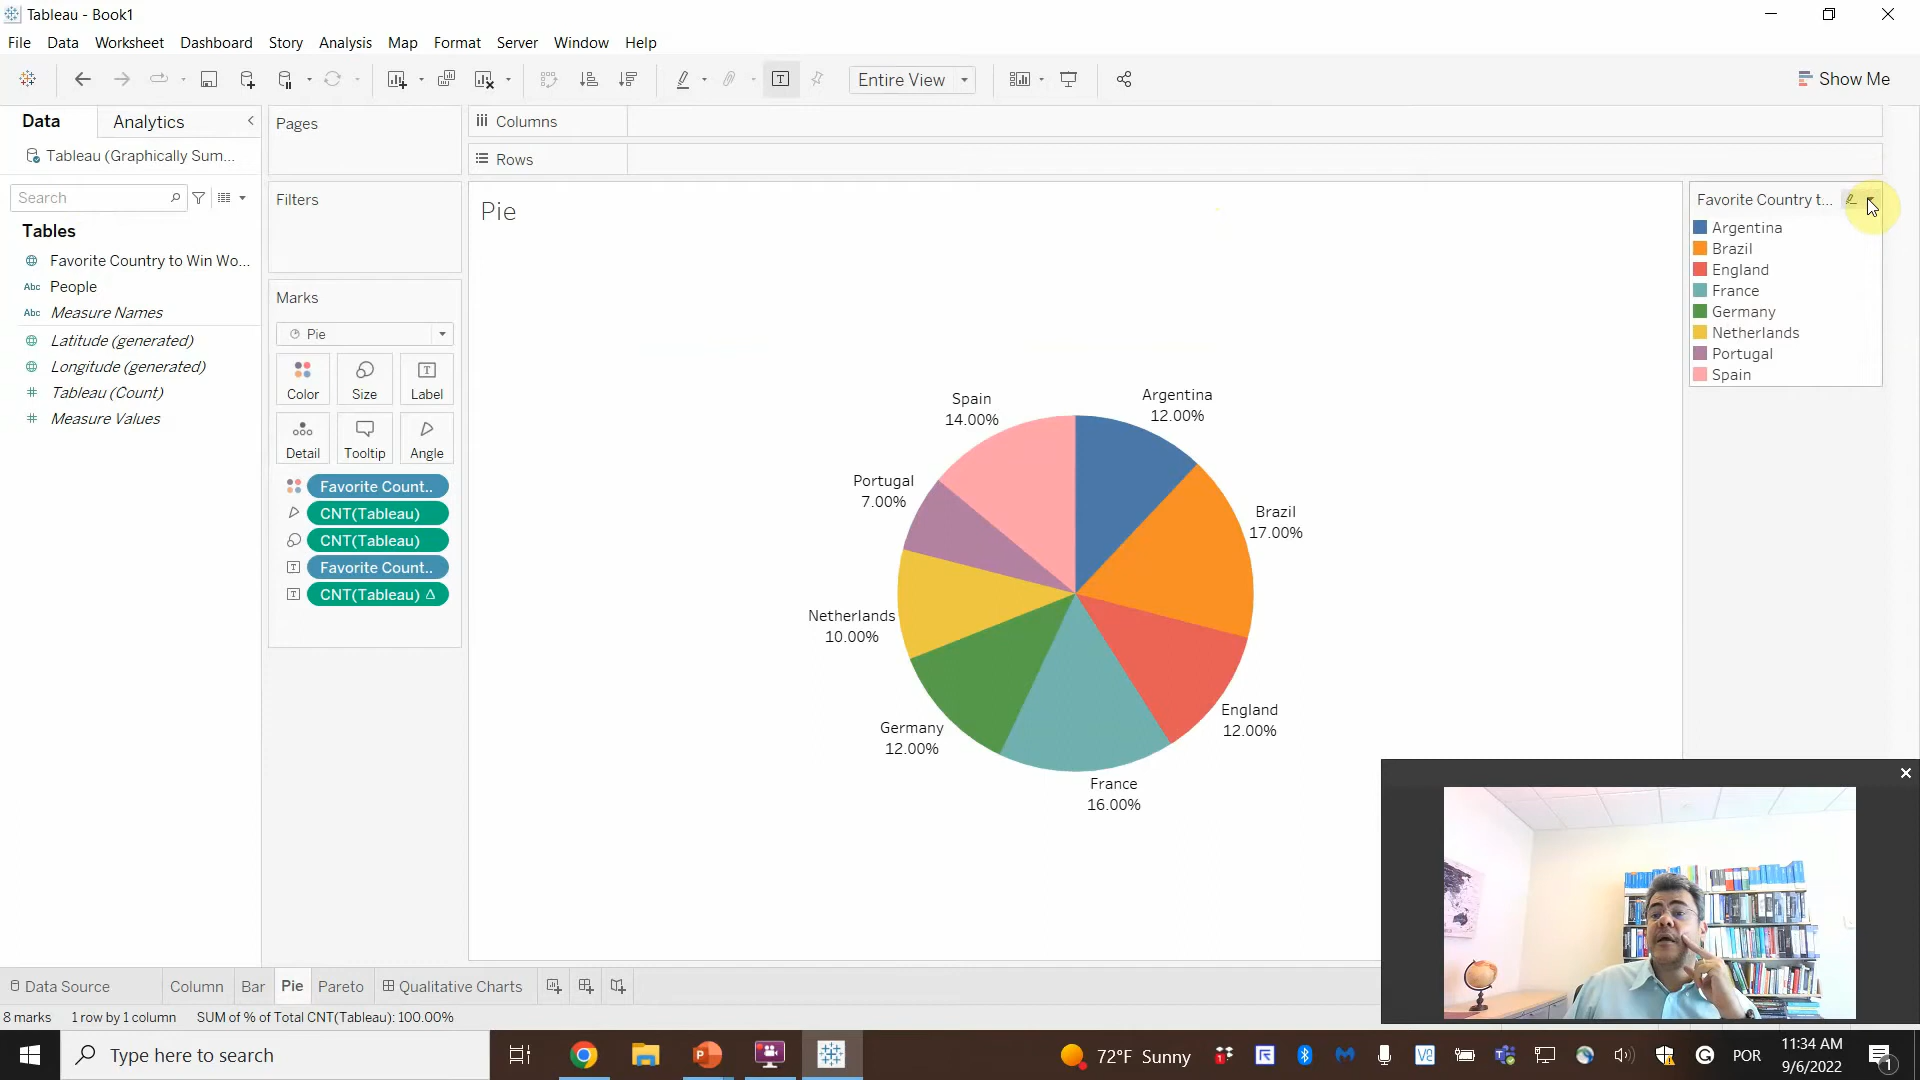 Tableau - Book1
File Data Worksheet Dashboard Story Analysis Map Format Server Window Help
Entire View
Show Me
Data Analytics
Tableau (Graphically Sum...
Search
Tables
Favorite Country to Win Wo...
Abc People
Abc Measure Names
Latitude (generated)
Longitude (generated)
Tableau (Count)
Measure Values
Pages
Filters
Marks
Pie
Color Size Label
Detail Tooltip Angle
Favorite Count..
CNT(Tableau)
CNT(Tableau)
Favorite Count..
CNT(Tableau) Δ
Columns
Rows
Pie
Spain
14.00%
Argentina
12.00%
Portugal
7.00%
Brazil
17.00%
Netherlands
10.00%
England
12.00%
Germany
12.00%
France
16.00%
Favorite Country t...
Argentina
Brazil
England
France
Germany
Netherlands
Portugal
Spain
Data Source Column Bar Pie Pareto Qualitative Charts
8 marks 1 row by 1 column SUM of % of Total CNT(Tableau): 100.00%
Type here to search
72°F Sunny
POR
11:34 AM
9/6/2022
1